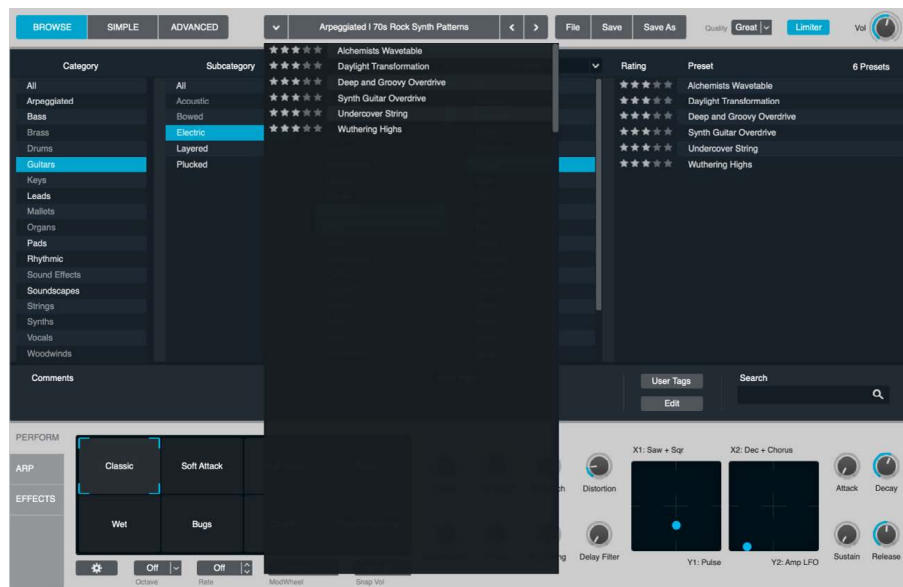 BROWSE SIMPLE ADVANCED Arpeggiated | 70s Rock Synth Patterns File Save Save As Quality Great Limiter Vol
Category Subcategory Rating Preset 6 Presets
All
Arpeggiated
Bass
Brass
Drums
Guitars
Keys
Leads
Mallets
Organs
Pads
Rhythmic
Sound Effects
Soundscapes
Strings
Synths
Vocals
Woodwinds
All
Acoustic
Bowed
Electric
Layered
Plucked
Alchemists Wavetable
Daylight Transformation
Deep and Groovy Overdrive
Synth Guitar Overdrive
Undercover String
Wuthering Highs
Alchemists Wavetable
Daylight Transformation
Deep and Groovy Overdrive
Synth Guitar Overdrive
Undercover String
Wuthering Highs
Comments User Tags Search
Edit
PERFORM
ARP
EFFECTS
Classic Soft Attack
Wet Bugs
Off Off
Octave Rate ModWheel Snap Vol
Distortion
Delay Filter
X1: Saw + Sqr X2: Dec + Chorus
Y1: Pulse Y2: Amp LFO
Attack Decay
Sustain Release